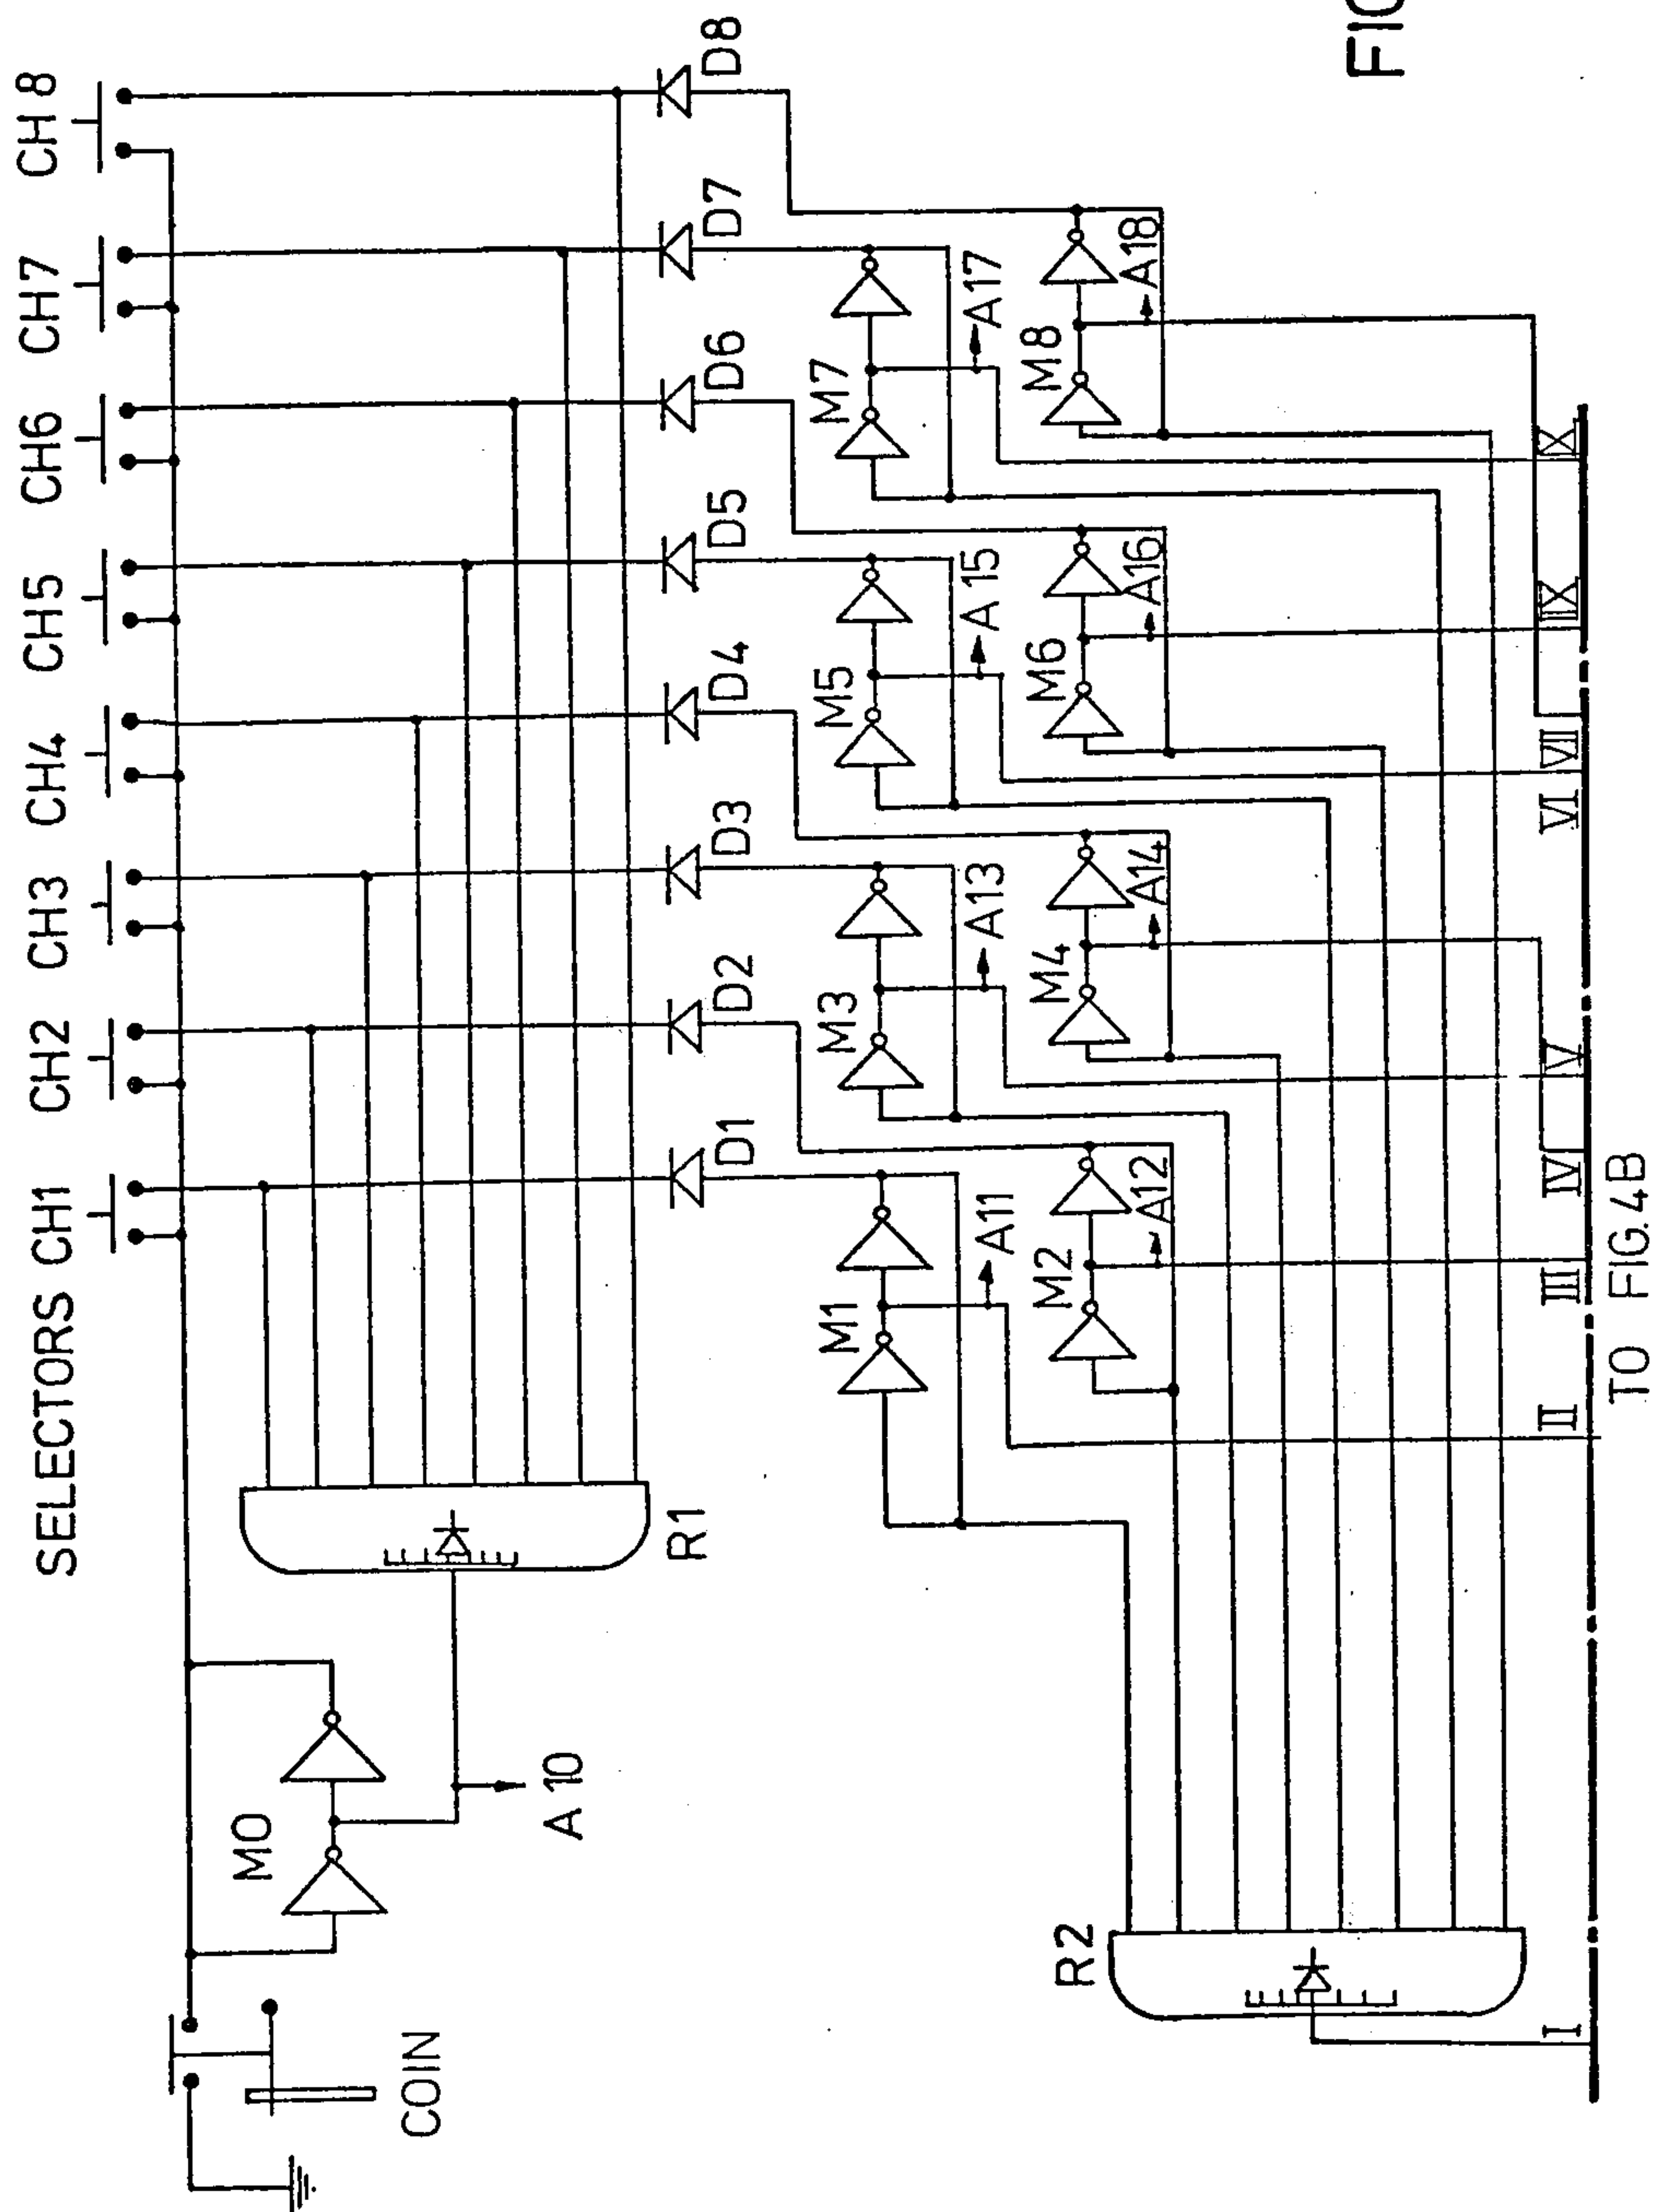 SELECTORS CH1 CH2 CH3 CH4 CH5 CH6 CH7 CH 8
M0
COIN
A 10
R1
D1 D2 D3 D4 D5 D6 D7 D8
M1 M3 M5 M7
A11 A13 A 15 A17
M2 M4 M6 M8
A12 A14 A16 A18
R2
I II III IV V VI VII IX X
TO FIG.4B
FIG